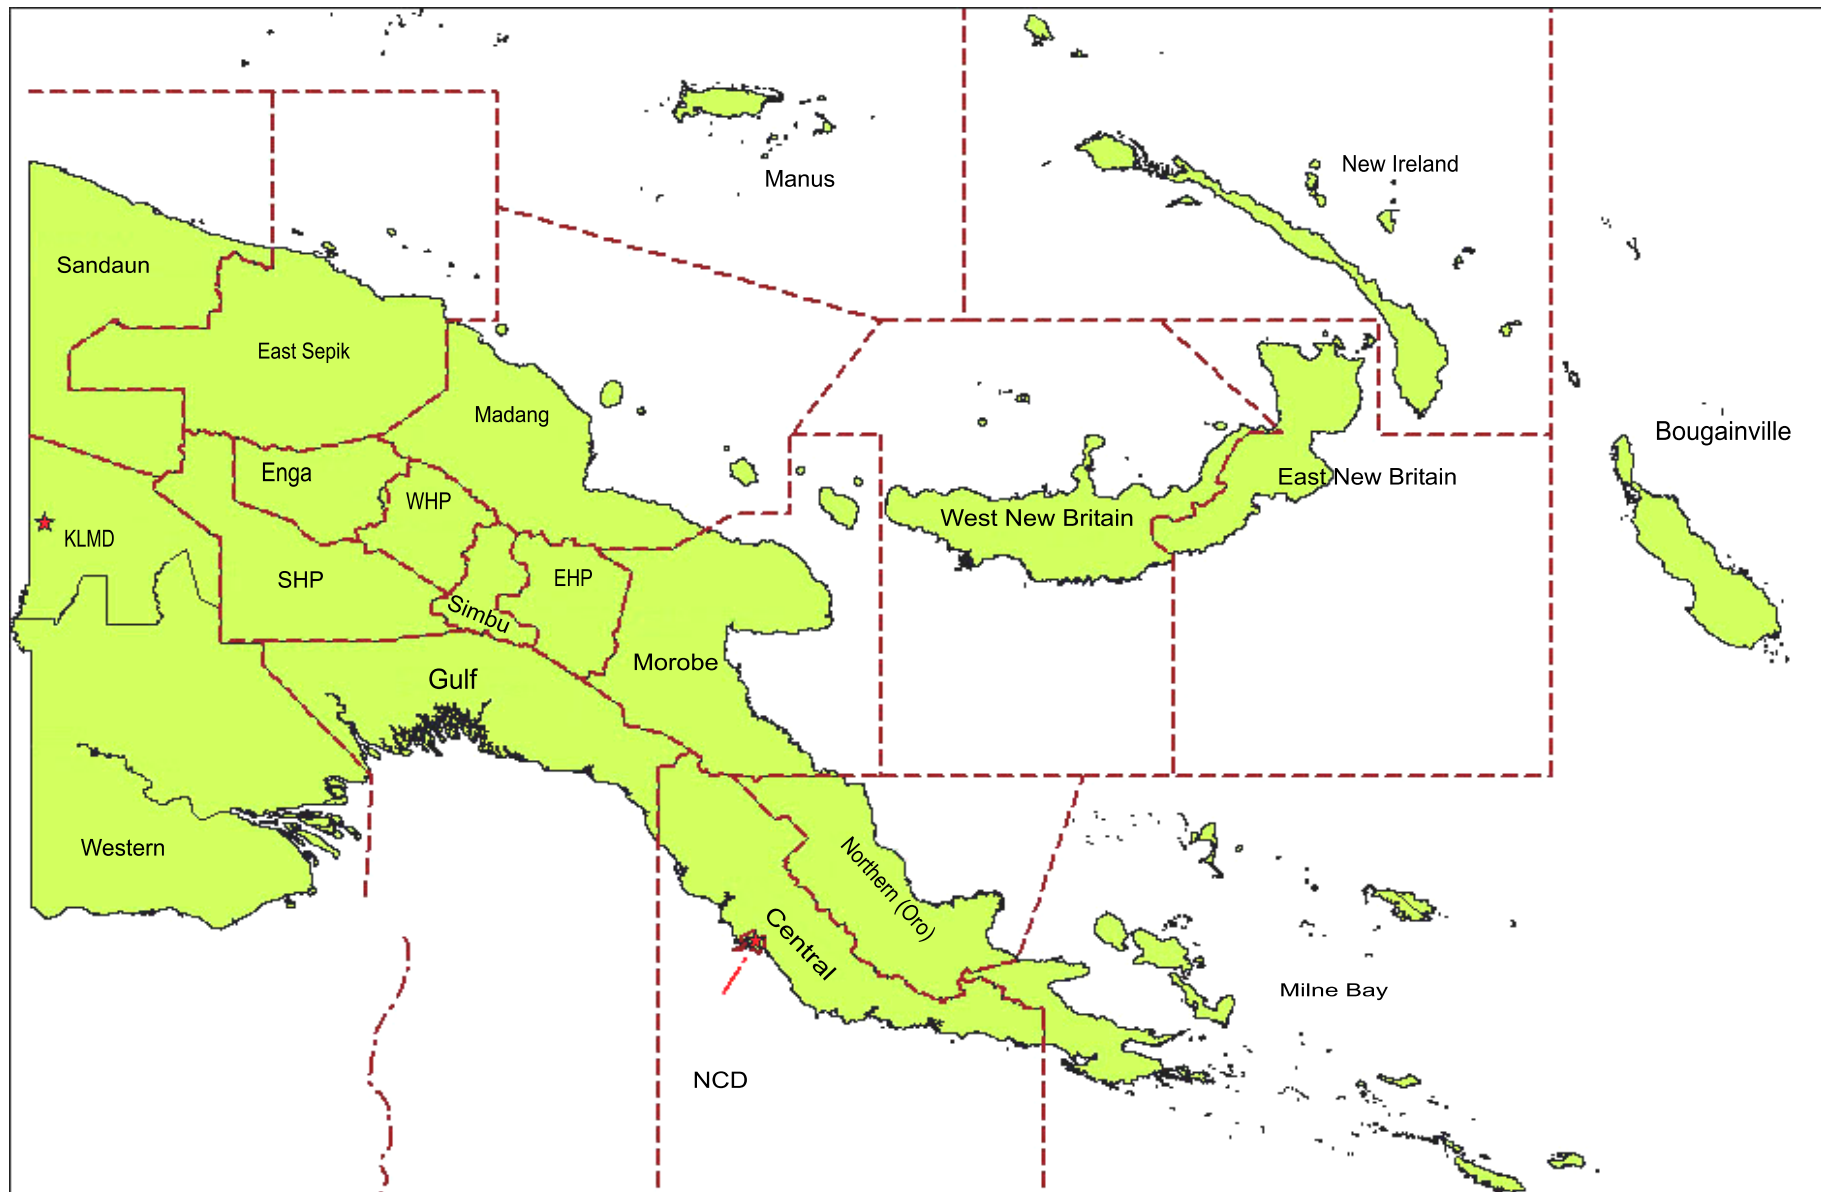 Manus
New Ireland
Sandaun
East Sepik
Madang
Bougainville
Enga
WHP
East New Britain
West New Britain
KLMD
SHP
EHP
Simbu
Morobe
Gulf
Western
Northern (Oro)
Central
Milne Bay
NCD